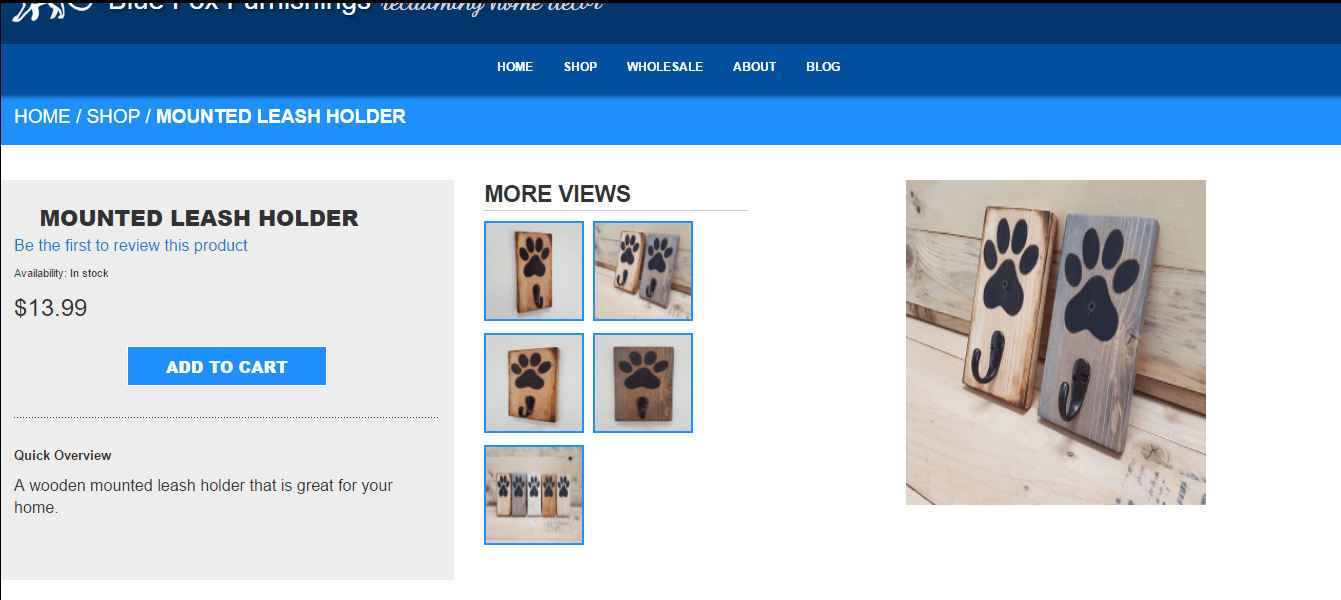 Blue Fox Furnishings reclaiming home decor
HOME SHOP WHOLESALE ABOUT BLOG
HOME / SHOP / MOUNTED LEASH HOLDER
MOUNTED LEASH HOLDER
Be the first to review this product
Availability: In stock
$13.99
ADD TO CART
Quick Overview
A wooden mounted leash holder that is great for your
home.
MORE VIEWS